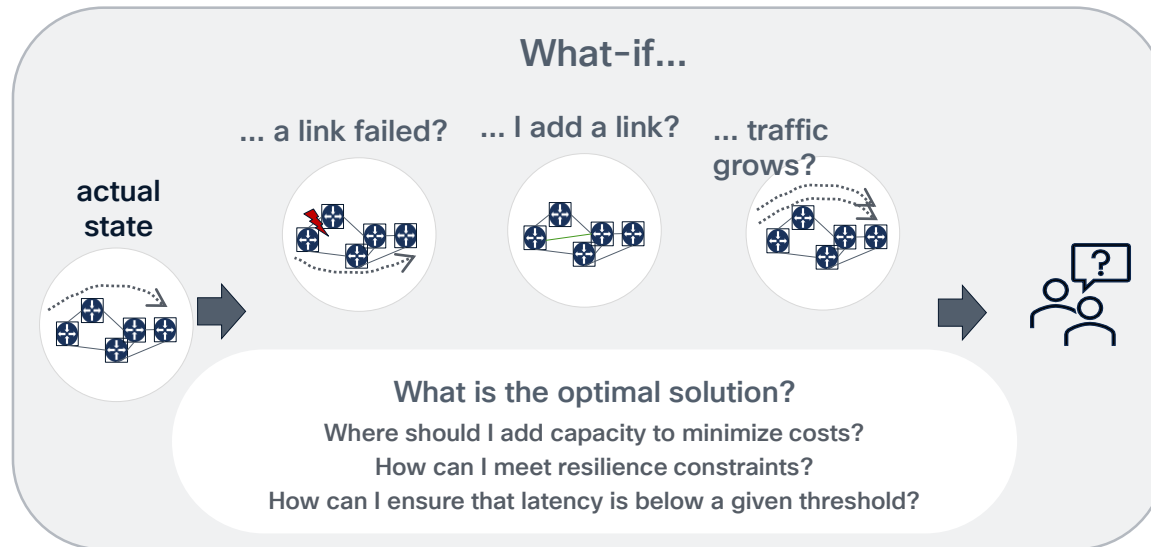 What-if...
... a link failed?
... I add a link?
... traffic
grows?
actual
state
?
What is the optimal solution?
Where should I add capacity to minimize costs?
How can I meet resilience constraints?
How can I ensure that latency is below a given threshold?